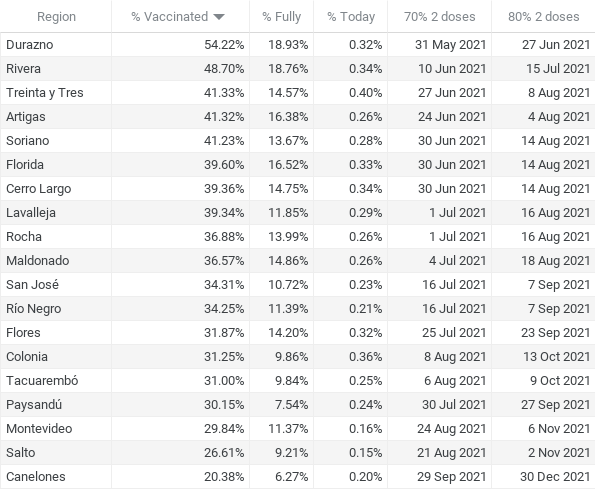 Region % Vaccinated % Fully % Today 70% 2 doses 80% 2 doses
Durazno 54.22% 18.93% 0.32% 31 May 2021 27 Jun 2021
Rivera 48.70% 18.76% 0.34% 10 Jun 2021 15 Jul 2021
Treinta y Tres 41.33% 14.57% 0.40% 27 Jun 2021 8 Aug 2021
Artigas 41.32% 16.38% 0.26% 24 Jun 2021 4 Aug 2021
Soriano 41.23% 13.67% 0.28% 30 Jun 2021 14 Aug 2021
Florida 39.60% 16.52% 0.33% 30 Jun 2021 14 Aug 2021
Cerro Largo 39.36% 14.75% 0.34% 30 Jun 2021 14 Aug 2021
Lavalleja 39.34% 11.85% 0.29% 1 Jul 2021 16 Aug 2021
Rocha 36.88% 13.99% 0.26% 1 Jul 2021 16 Aug 2021
Maldonado 36.57% 14.86% 0.26% 4 Jul 2021 18 Aug 2021
San José 34.31% 10.72% 0.23% 16 Jul 2021 7 Sep 2021
Río Negro 34.25% 11.39% 0.21% 16 Jul 2021 7 Sep 2021
Flores 31.87% 14.20% 0.32% 25 Jul 2021 23 Sep 2021
Colonia 31.25% 9.86% 0.36% 8 Aug 2021 13 Oct 2021
Tacuarembó 31.00% 9.84% 0.25% 6 Aug 2021 9 Oct 2021
Paysandú 30.15% 7.54% 0.24% 30 Jul 2021 27 Sep 2021
Montevideo 29.84% 11.37% 0.16% 24 Aug 2021 6 Nov 2021
Salto 26.61% 9.21% 0.15% 21 Aug 2021 2 Nov 2021
Canelones 20.38% 6.27% 0.20% 29 Sep 2021 30 Dec 2021